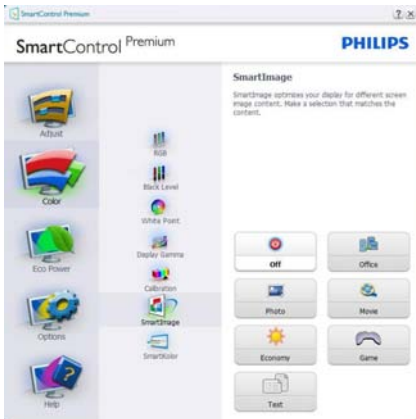 SmartControl Premium
SmartControl Premium
PHILIPS
Adjust
Color
Eco Power
Options
Help
RGB
Black Level
White Point
Display Gamma
Calibration
SmartImage
SmartKolor
SmartImage
SmartImage optimizes your display for different screen
image content. Make a selection that matches the
content.
Off
Office
Photo
Movie
Economy
Game
Text